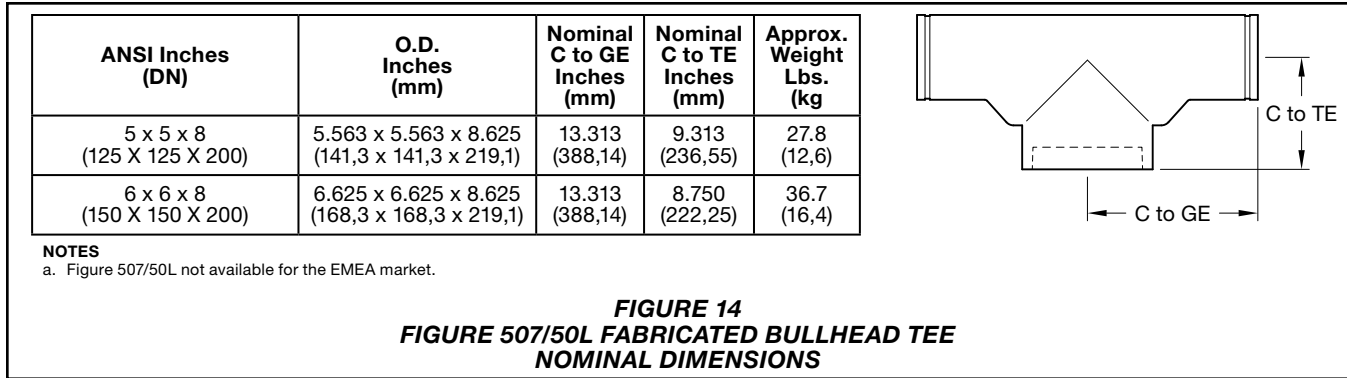 ANSI Inches
(DN)
O.D.
Inches
(mm)
Nominal
C to GE
Inches
(mm)
Nominal
C to TE
Inches
(mm)
Approx.
Weight
Lbs.
(kg
5 x 5 x 8
(125 X 125 X 200)
5.563 x 5.563 x 8.625
(141,3 x 141,3 x 219,1)
13.313
(388,14)
9.313
(236,55)
27.8
(12,6)
6 x 6 x 8
(150 X 150 X 200)
6.625 x 6.625 x 8.625
(168,3 x 168,3 x 219,1)
13.313
(388,14)
8.750
(222,25)
36.7
(16,4)
C to TE
C to GE
NOTES
a. Figure 507/50L not available for the EMEA market.
FIGURE 14
FIGURE 507/50L FABRICATED BULLHEAD TEE
NOMINAL DIMENSIONS